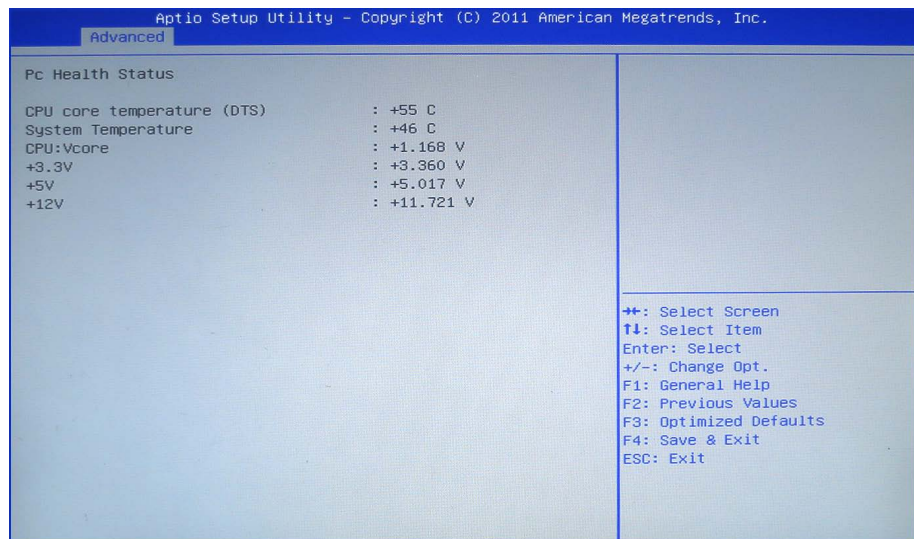 Aptio Setup Utility – Copyright (C) 2011 American Megatrends, Inc.
Advanced
Pc Health Status
CPU core temperature (DTS) : +55 C
System Temperature : +46 C
CPU:Vcore : +1.168 V
+3.3V : +3.360 V
+5V : +5.017 V
+12V : +11.721 V
→←: Select Screen
↑↓: Select Item
Enter: Select
+/-: Change Opt.
F1: General Help
F2: Previous Values
F3: Optimized Defaults
F4: Save & Exit
ESC: Exit